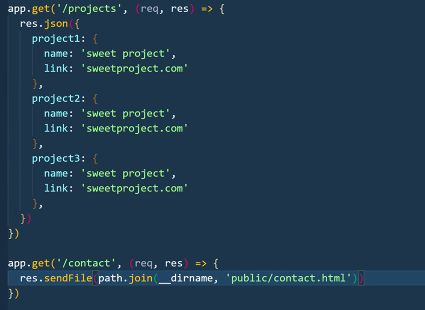 app.get('/projects', (req, res) => {
  res.json({
    project1: {
      name: 'sweet project',
      link: 'sweetproject.com'
    },
    project2: {
      name: 'sweet project',
      link: 'sweetproject.com'
    },
    project3: {
      name: 'sweet project',
      link: 'sweetproject.com'
    },
  }}
})
app.get('/contact', (req, res) => {
  res.sendFile(path.join(__dirname, 'public/contact.html'))
})